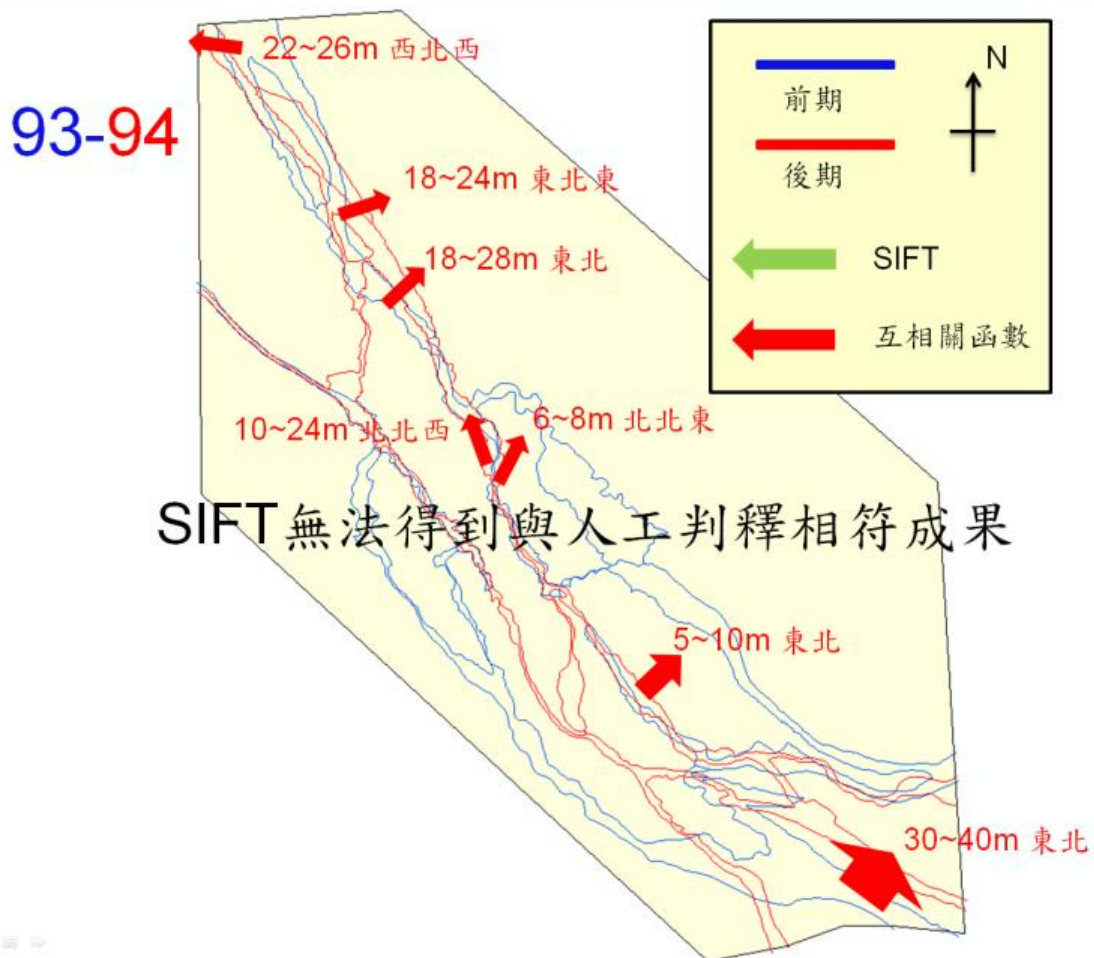 22~26m 西北西
93-94
N
前期
後期
SIFT
互相關函數
18~24m 東北東
18~28m 東北
10~24m 北北西
6~8m 北北東
SIFT無法得到與人工判釋相符成果
5~10m 東北
30~40m 東北